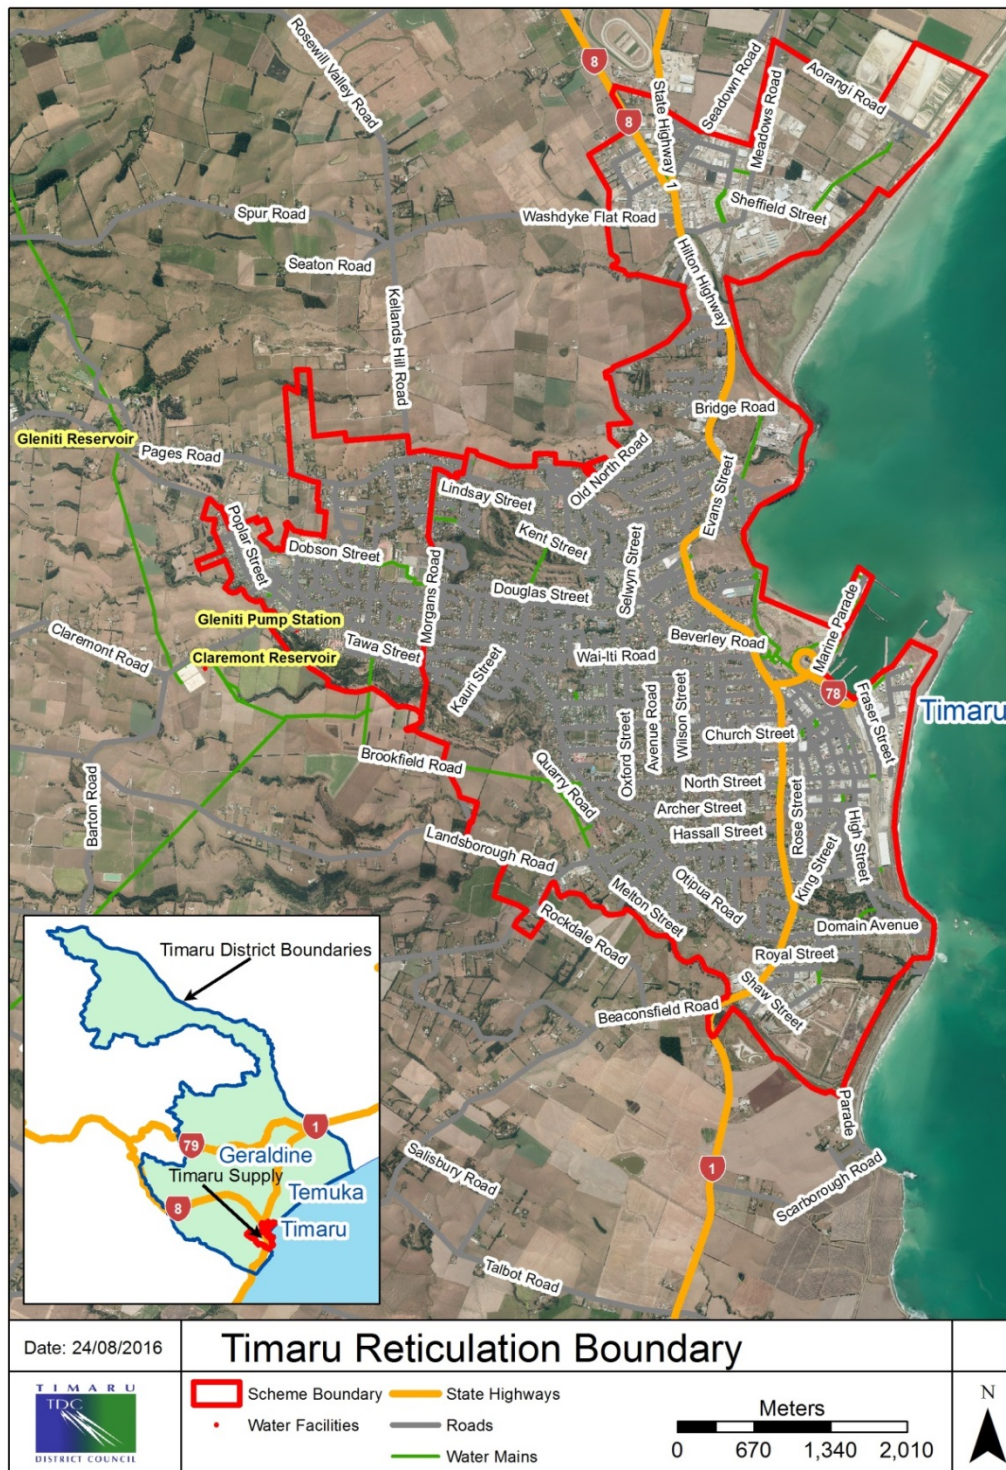 Rosewill Valley Road
8
8
State Highway 1
Seadown Road
Meadows Road
Aorangi Road
Sheffield Street
Spur Road
Washdyke Flat Road
Seaton Road
Hilton Highway
Kellands Hill Road
Bridge Road
Gleniti Reservoir
Pages Road
Old North Road
Evans Street
Lindsay Street
Poplar Street
Kent Street
Dobson Street
Selwyn Street
Morgans Road
Douglas Street
Gleniti Pump Station
Marine Parade
Claremont Road
Tawa Street
Beverley Road
Claremont Reservoir
Wai-Iti Road
Kauri Street
78
Fraser Street
Timaru
Oxford Street
Avenue Road
Wilson Street
Church Street
Brookfield Road
Quarry Road
North Street
Barton Road
Archer Street
Rose Street
Hassall Street
High Street
Landsborough Road
King Street
Otipua Road
Melton Street
Rockdale Road
Domain Avenue
Royal Street
Shaw Street
Beaconsfield Road
Parade
Salisbury Road
1
Scarborough Road
Talbot Road
Timaru District Boundaries
1
79
Geraldine
Timaru Supply
Temuka
8
Timaru
Date: 24/08/2016
Timaru Reticulation Boundary
TIMARU
TDC
DISTRICT COUNCIL
Scheme Boundary
State Highways
Water Facilities
Roads
Water Mains
Meters
0 670 1,340 2,010
N